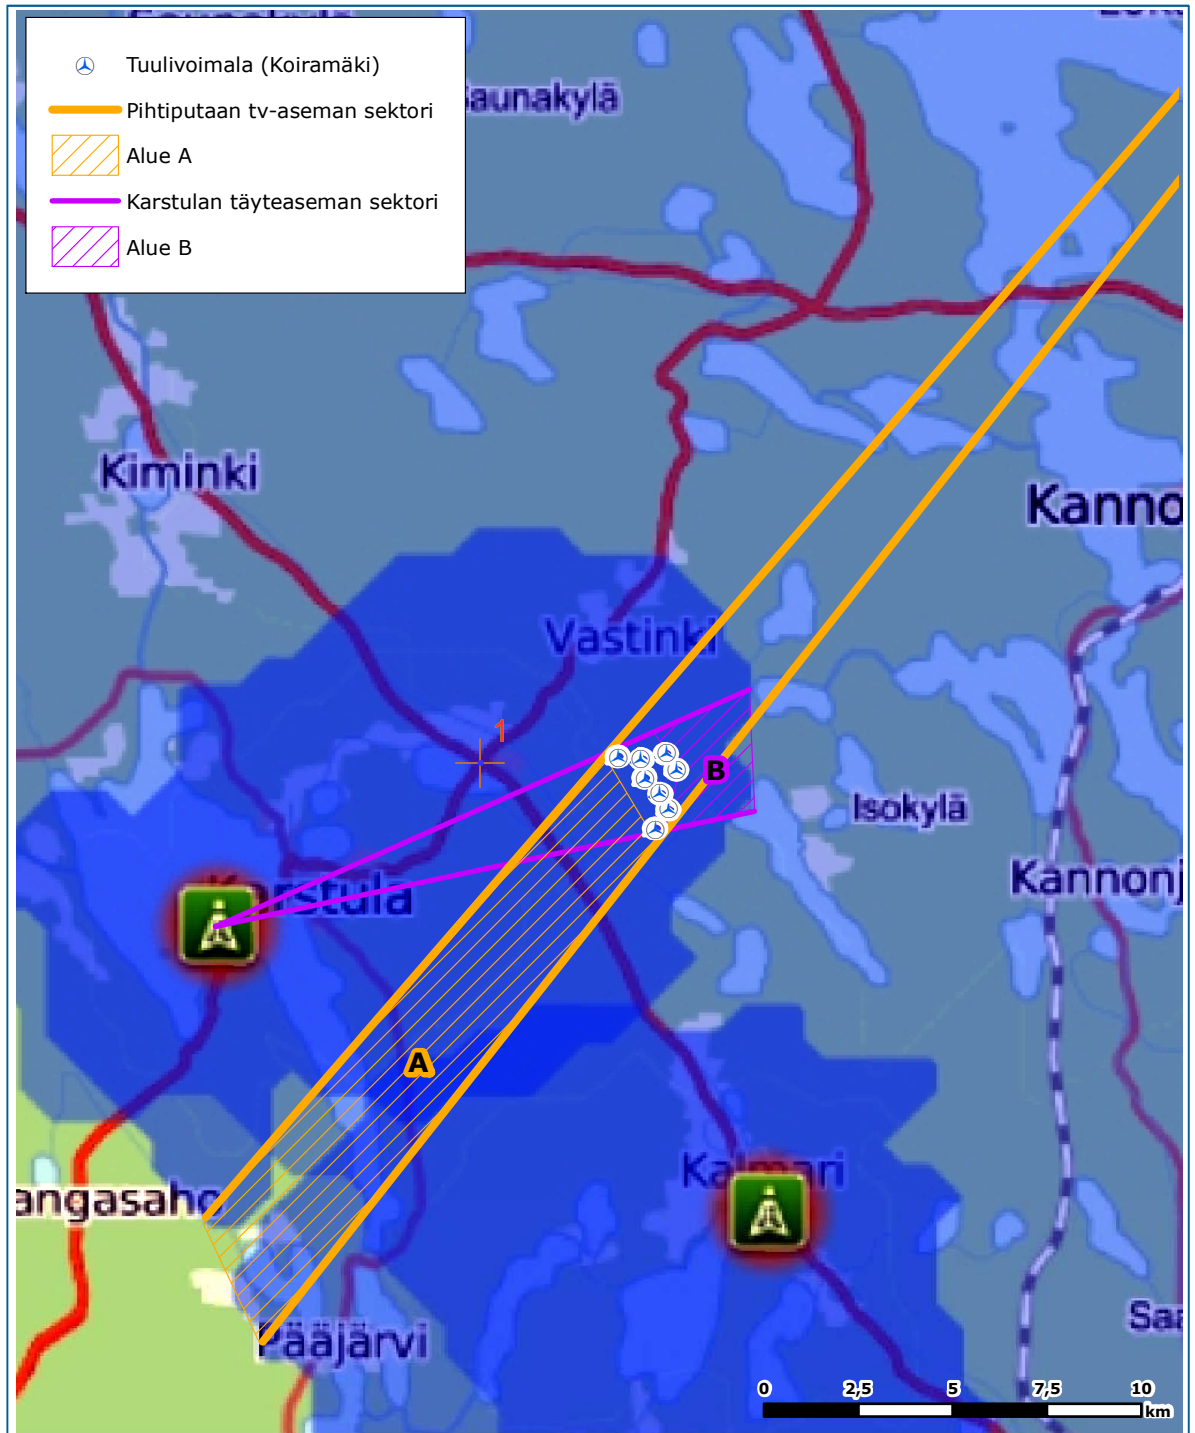 Tuulivoimala (Koiramäki)
Pihtiputaan tv-aseman sektori
Alue A
Karstulan täyteaseman sektori
Alue B
Saunakylä
Kiminki
Kanno
Vastinki
1
B
Isokylä
Kannonj
Karstula
A
Kalmari
angasaho
Pääjärvi
Saa
0 2,5 5 7,5 10
km